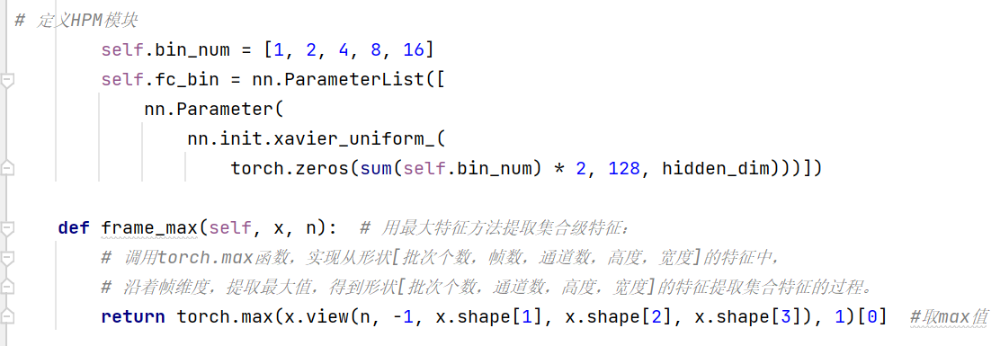 # 定义HPM模块
self.bin_num = [1, 2, 4, 8, 16]
self.fc_bin = nn.ParameterList([
nn.Parameter(
nn.init.xavier_uniform_(
torch.zeros(sum(self.bin_num) * 2, 128, hidden_dim)))])
def frame_max(self, x, n):  # 用最大特征方法提取集合级特征:
# 调用torch.max函数，实现从形状[批次个数，帧数，通道数，高度，宽度]的特征中，
# 沿着帧维度，提取最大值，得到形状[批次个数，通道数，高度，宽度]的特征提取集合特征的过程。
return torch.max(x.view(n, -1, x.shape[1], x.shape[2], x.shape[3]), 1)[0]  #取max值